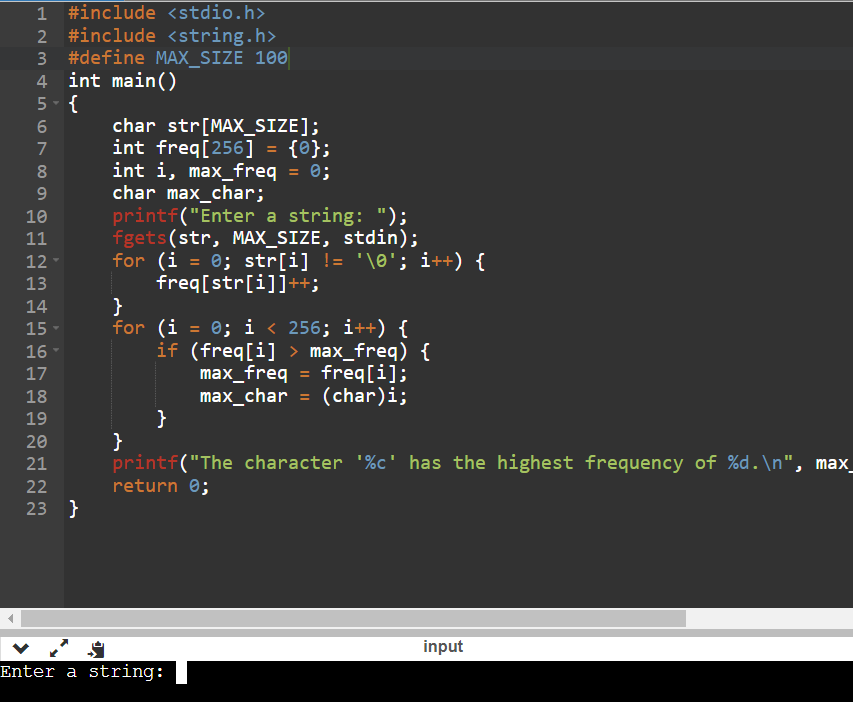 1 #include <stdio.h>
2 #include <string.h>
3 #define MAX_SIZE 100
4 int main()
5 {
6     char str[MAX_SIZE];
7     int freq[256] = {0};
8     int i, max_freq = 0;
9     char max_char;
10     printf("Enter a string: ");
11     fgets(str, MAX_SIZE, stdin);
12     for (i = 0; str[i] != '\0'; i++) {
13         freq[str[i]]++;
14     }
15     for (i = 0; i < 256; i++) {
16         if (freq[i] > max_freq) {
17             max_freq = freq[i];
18             max_char = (char)i;
19         }
20     }
21     printf("The character '%c' has the highest frequency of %d.\n", max_
22     return 0;
23 }
input
Enter a string: